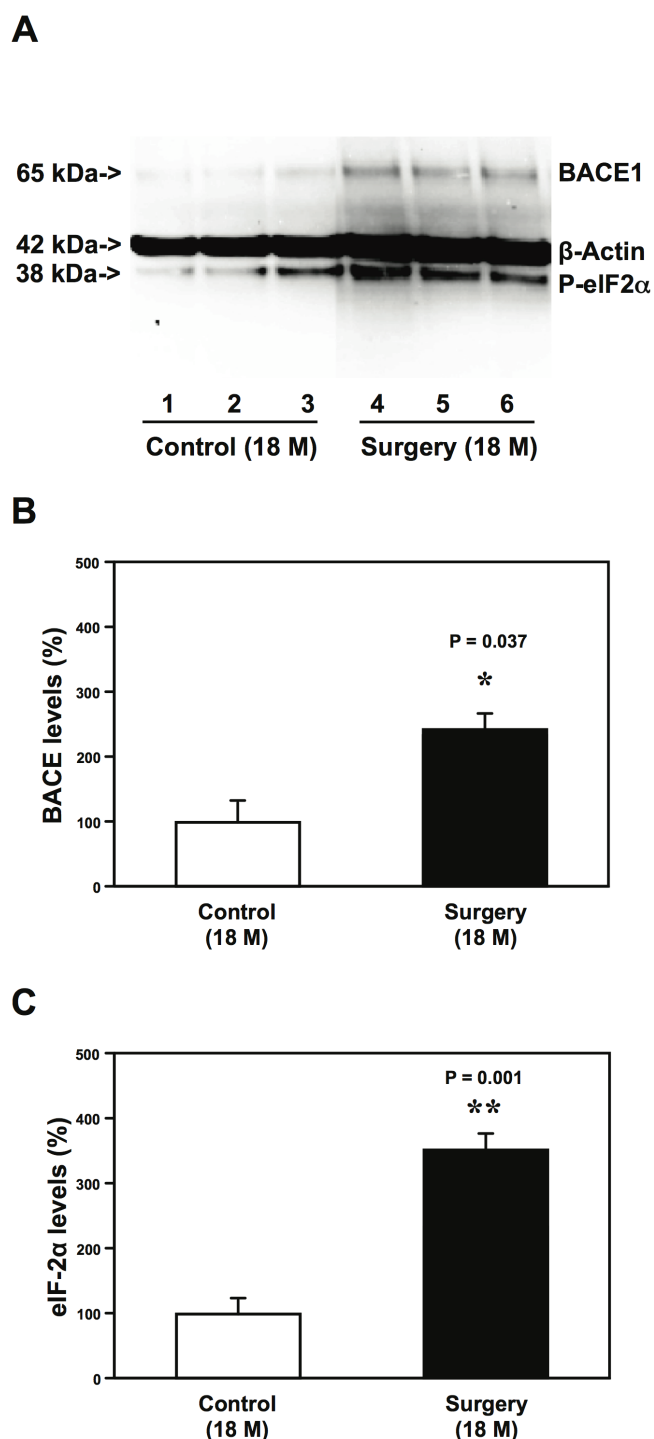 A
65 kDa->
BACE1
42 kDa->
β-Actin
38 kDa->
P-eIF2α
1 2 3 4 5 6
Control (18 M) Surgery (18 M)
B
BACE levels (%)
500
400
300
200
100
0
P = 0.037
*
Control
(18 M)
Surgery
(18 M)
C
eIF-2α levels (%)
500
400
300
200
100
0
P = 0.001
**
Control
(18 M)
Surgery
(18 M)